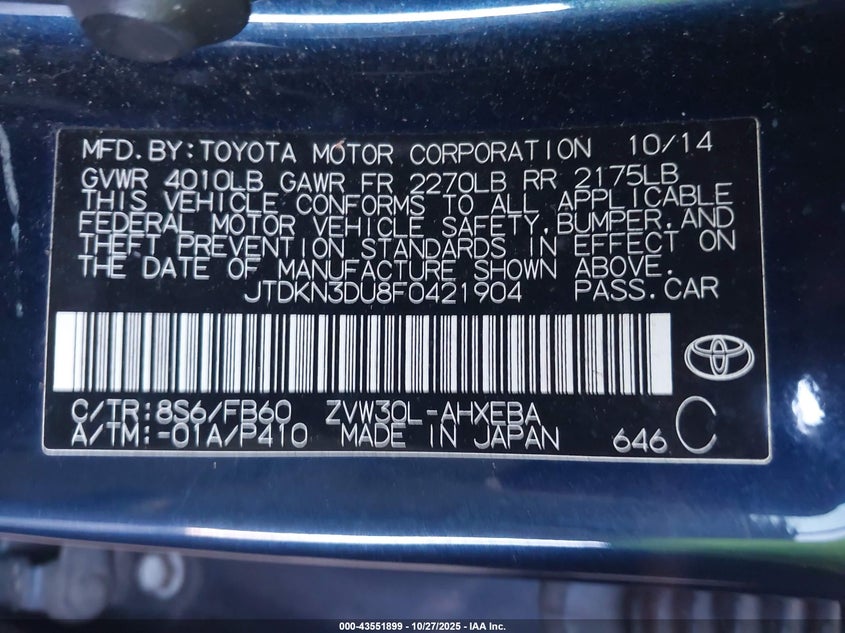 MFD.BY:TOYOTA MOTOR CORPORATION 10/14
GVWR 4010LB GAWR FR 2270LB RR 2175LB
THIS VEHICLE CONFORMS TO ALL APPLICABLE
FEDERAL MOTOR VEHICLE SAFETY,BUMPER,AND
THEFT PREVENTION STANDARDS IN EFFECT ON
THE DATE OF MANUFACTURE SHOWN ABOVE.
JTDKN3DU8F0421904 PASS.CAR
C/TR:8S6/FB60 ZVW30L-AHXEBA
A/TM:-01A/P410 MADE IN JAPAN 646 C
000-43551899 - 10/27/2025 - IAA Inc.